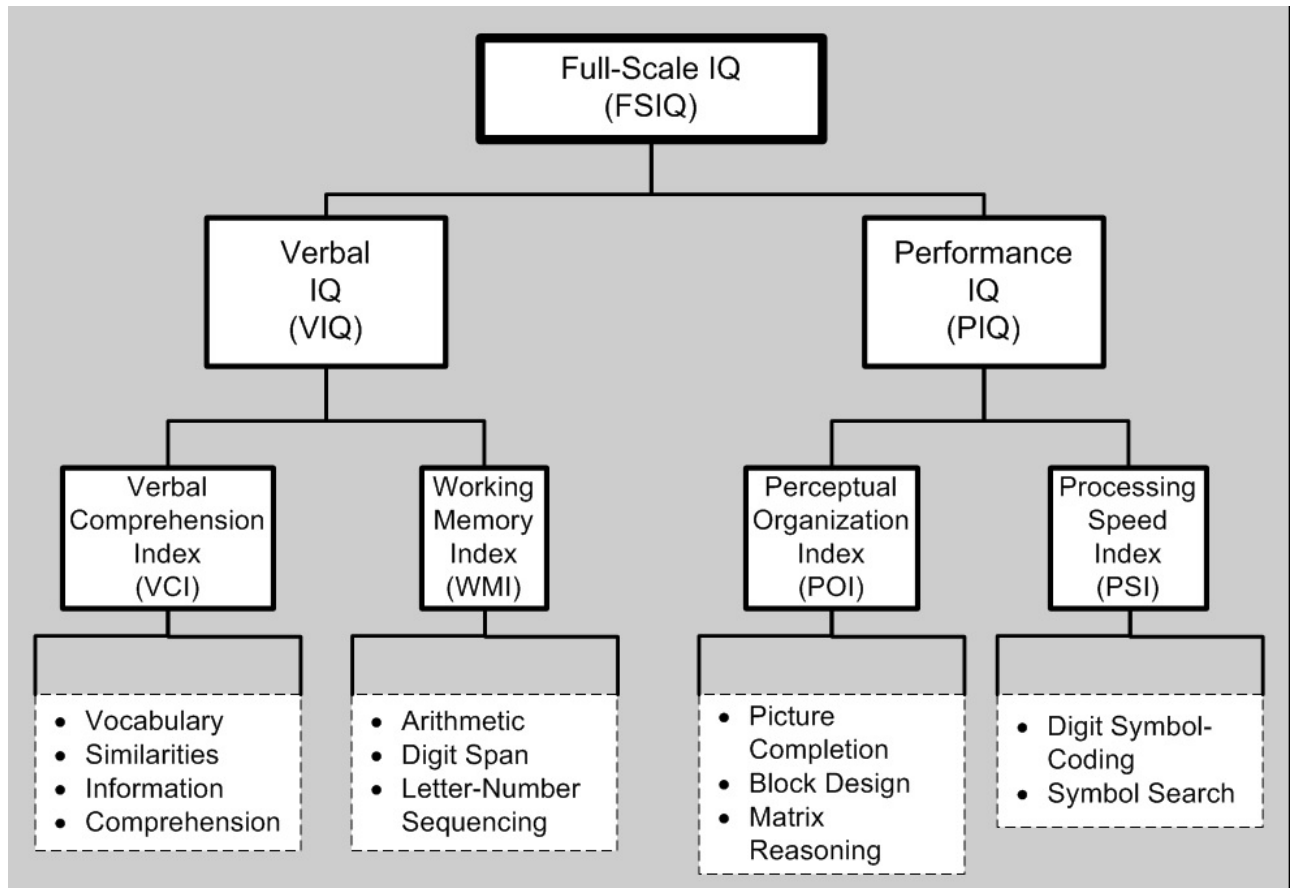 Full-Scale IQ
(FSIQ)
Verbal
IQ
(VIQ)
Performance
IQ
(PIQ)
Verbal
Comprehension
Index
(VCI)
Working
Memory
Index
(WMI)
Perceptual
Organization
Index
(POI)
Processing
Speed
Index
(PSI)
• Vocabulary
• Similarities
• Information
• Comprehension
• Arithmetic
• Digit Span
• Letter-Number
Sequencing
• Picture
Completion
• Block Design
• Matrix
Reasoning
• Digit Symbol-
Coding
• Symbol Search